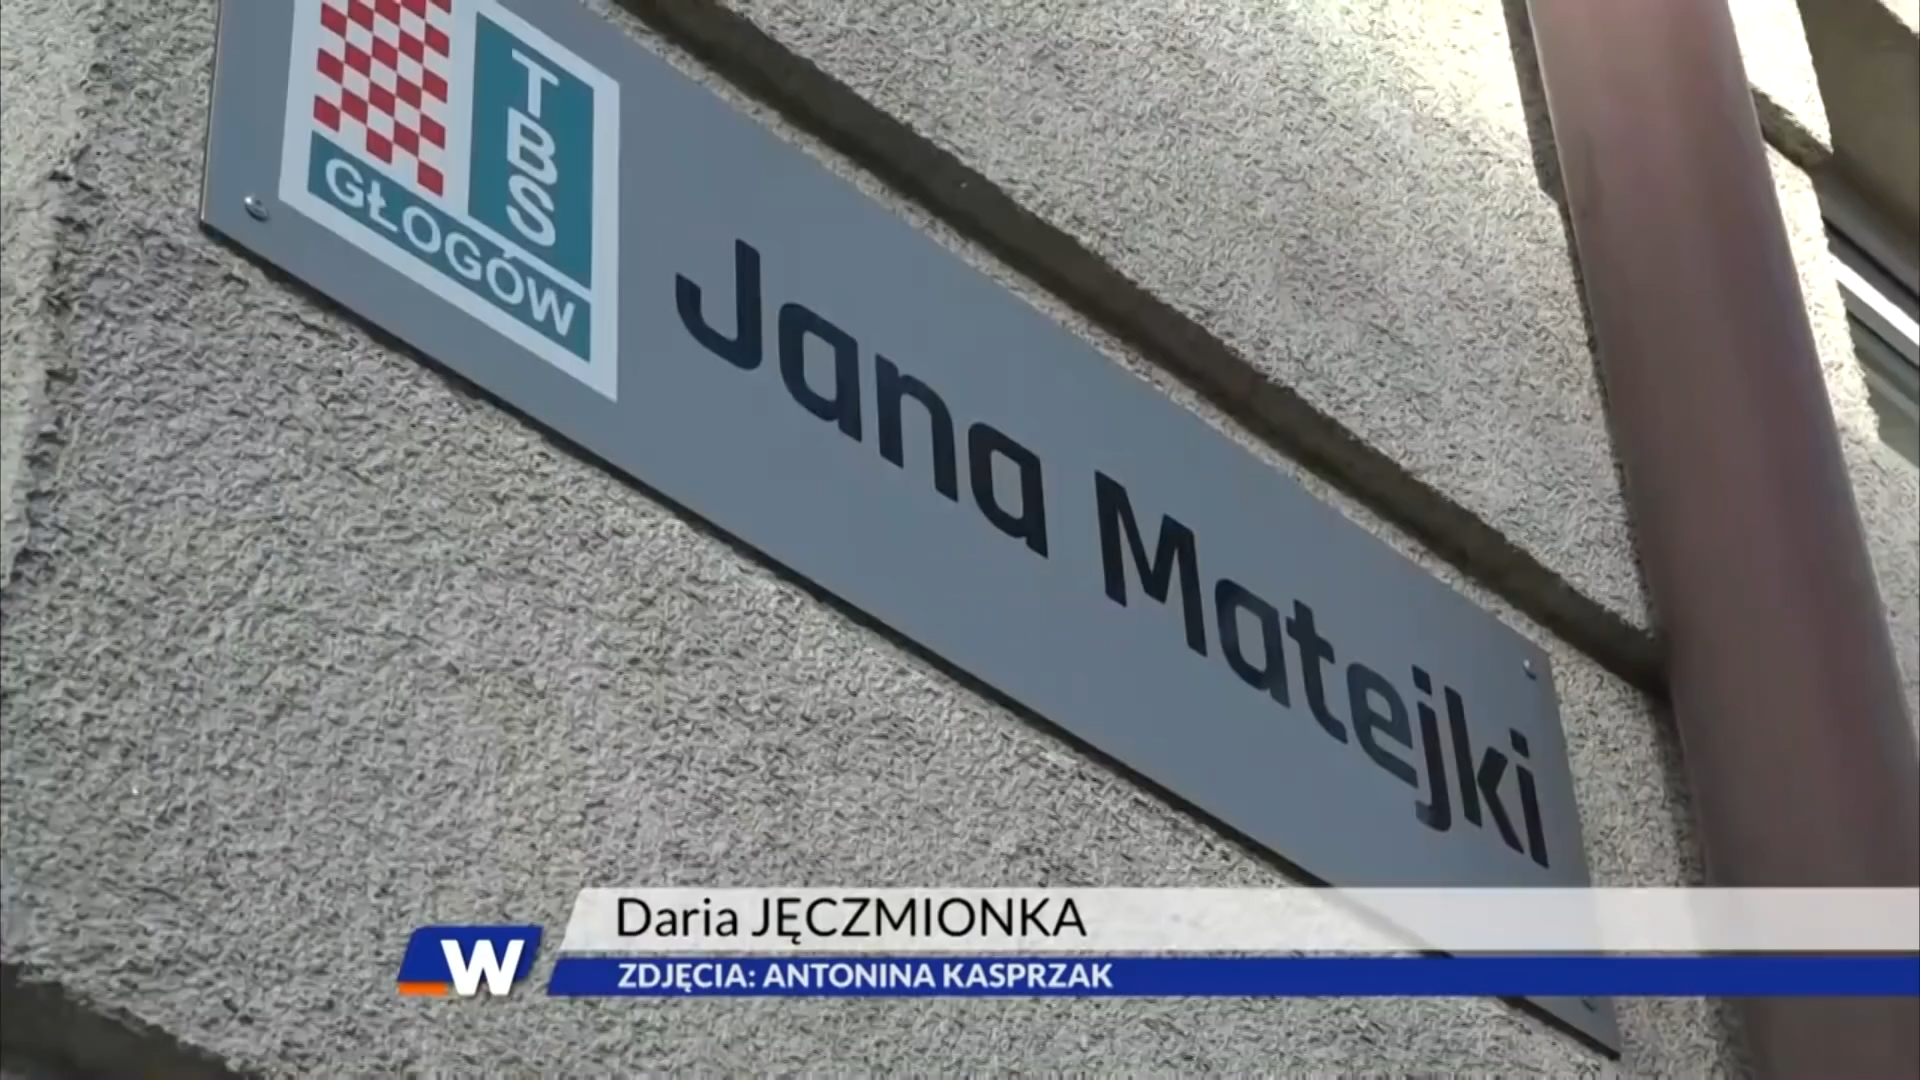 TBS
GŁOGÓW
Jana Matejki
Daria JĘCZMIONKA
W
ZDJĘCIA: ANTONINA KASPRZAK